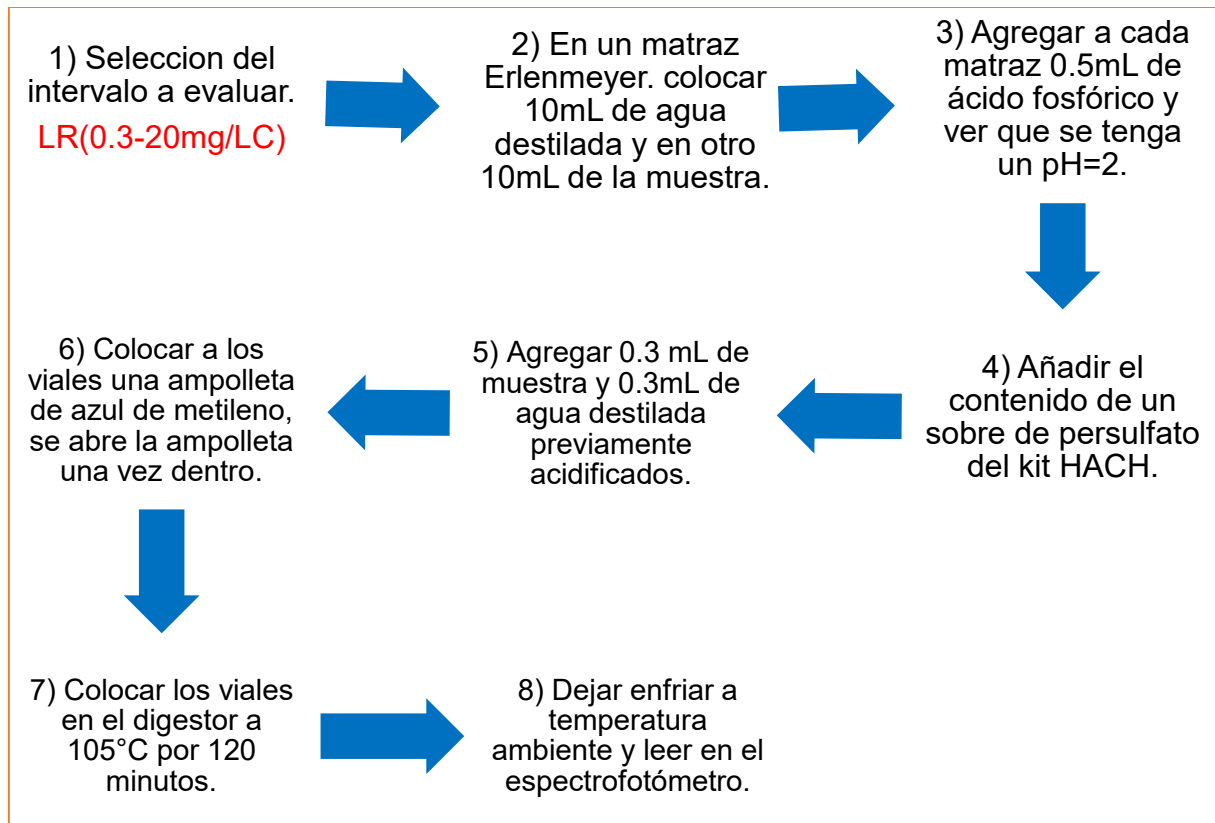 1) Seleccion del
intervalo a evaluar.
LR(0.3-20mg/LC)
2) En un matraz
Erlenmeyer. colocar
10mL de agua
destilada y en otro
10mL de la muestra.
3) Agregar a cada
matraz 0.5mL de
ácido fosfórico y
ver que se tenga
un pH=2.
4) Añadir el
contenido de un
sobre de persulfato
del kit HACH.
5) Agregar 0.3 mL de
muestra y 0.3mL de
agua destilada
previamente
acidificados.
6) Colocar a los
viales una ampolleta
de azul de metileno,
se abre la ampolleta
una vez dentro.
7) Colocar los viales
en el digestor a
105°C por 120
minutos.
8) Dejar enfriar a
temperatura
ambiente y leer en el
espectrofotómetro.